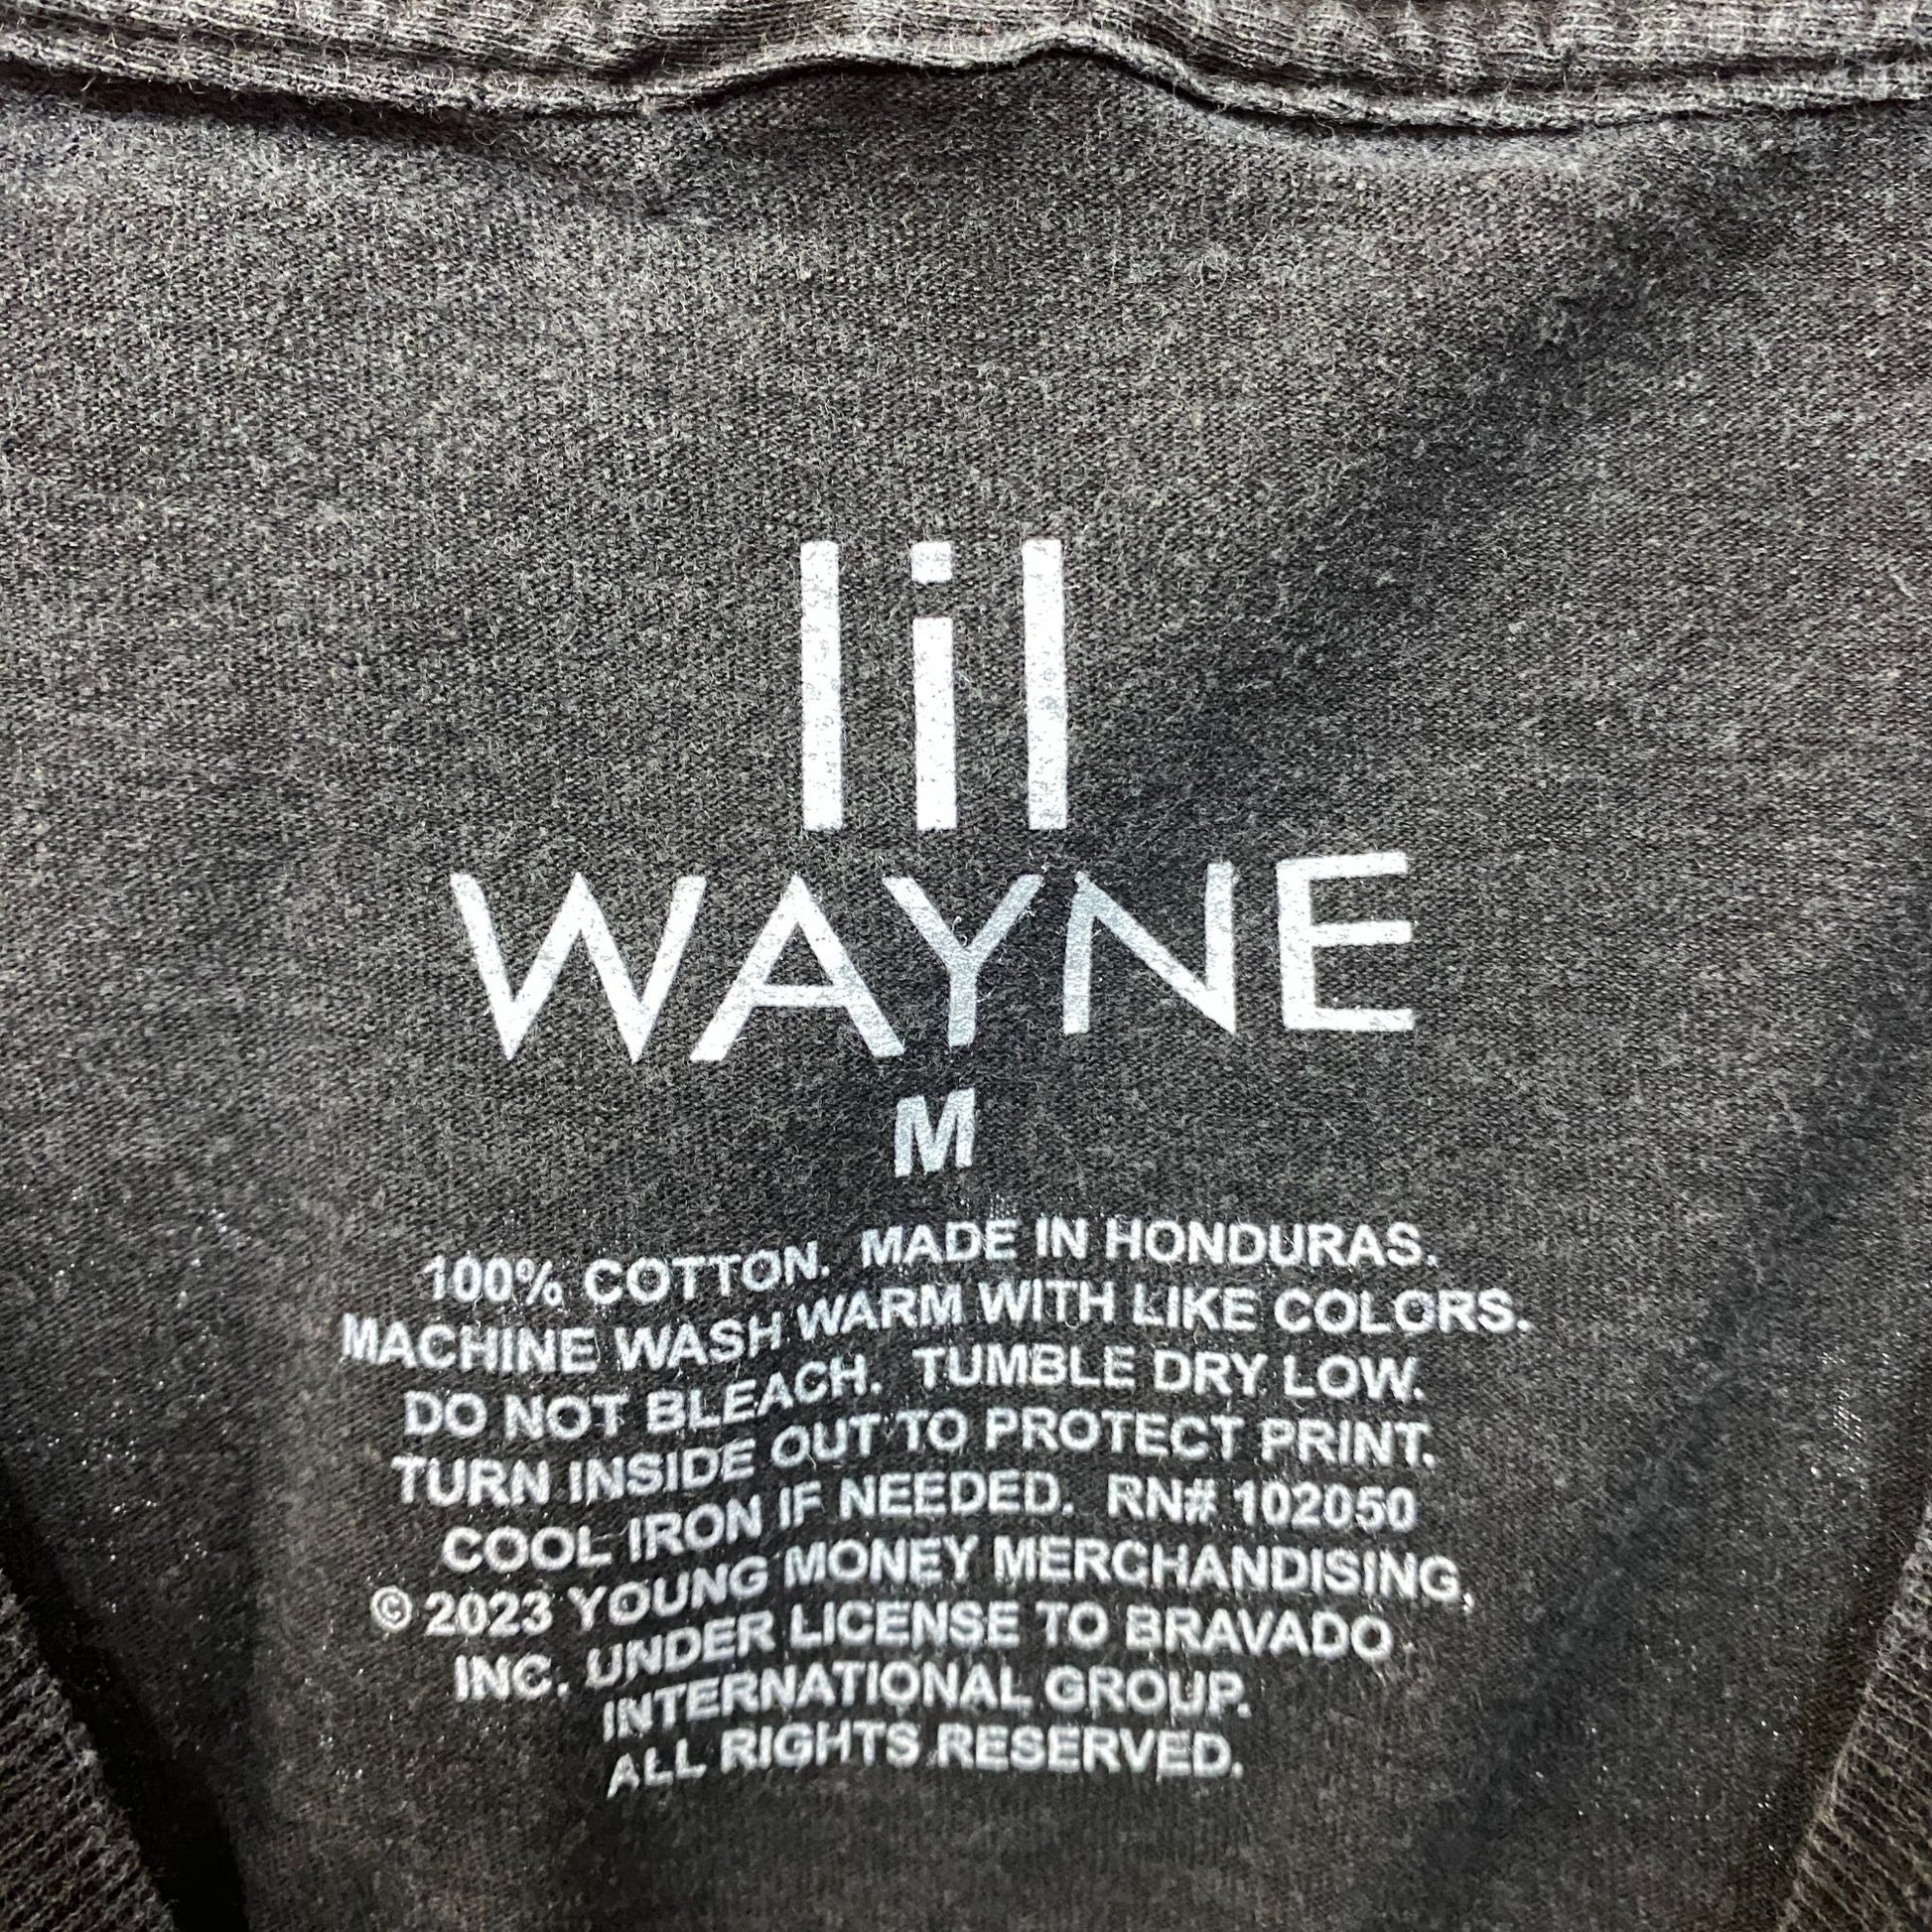 lil
WAYNE
M
100% COTTON. MADE IN HONDURAS.
MACHINE WASH WARM WITH LIKE COLORS.
DO NOT BLEACH. TUMBLE DRY LOW.
TURN INSIDE OUT TO PROTECT PRINT.
COOL IRON IF NEEDED. RN# 102050
© 2023 YOUNG MONEY MERCHANDISING,
INC. UNDER LICENSE TO BRAVADO
INTERNATIONAL GROUP.
ALL RIGHTS RESERVED.